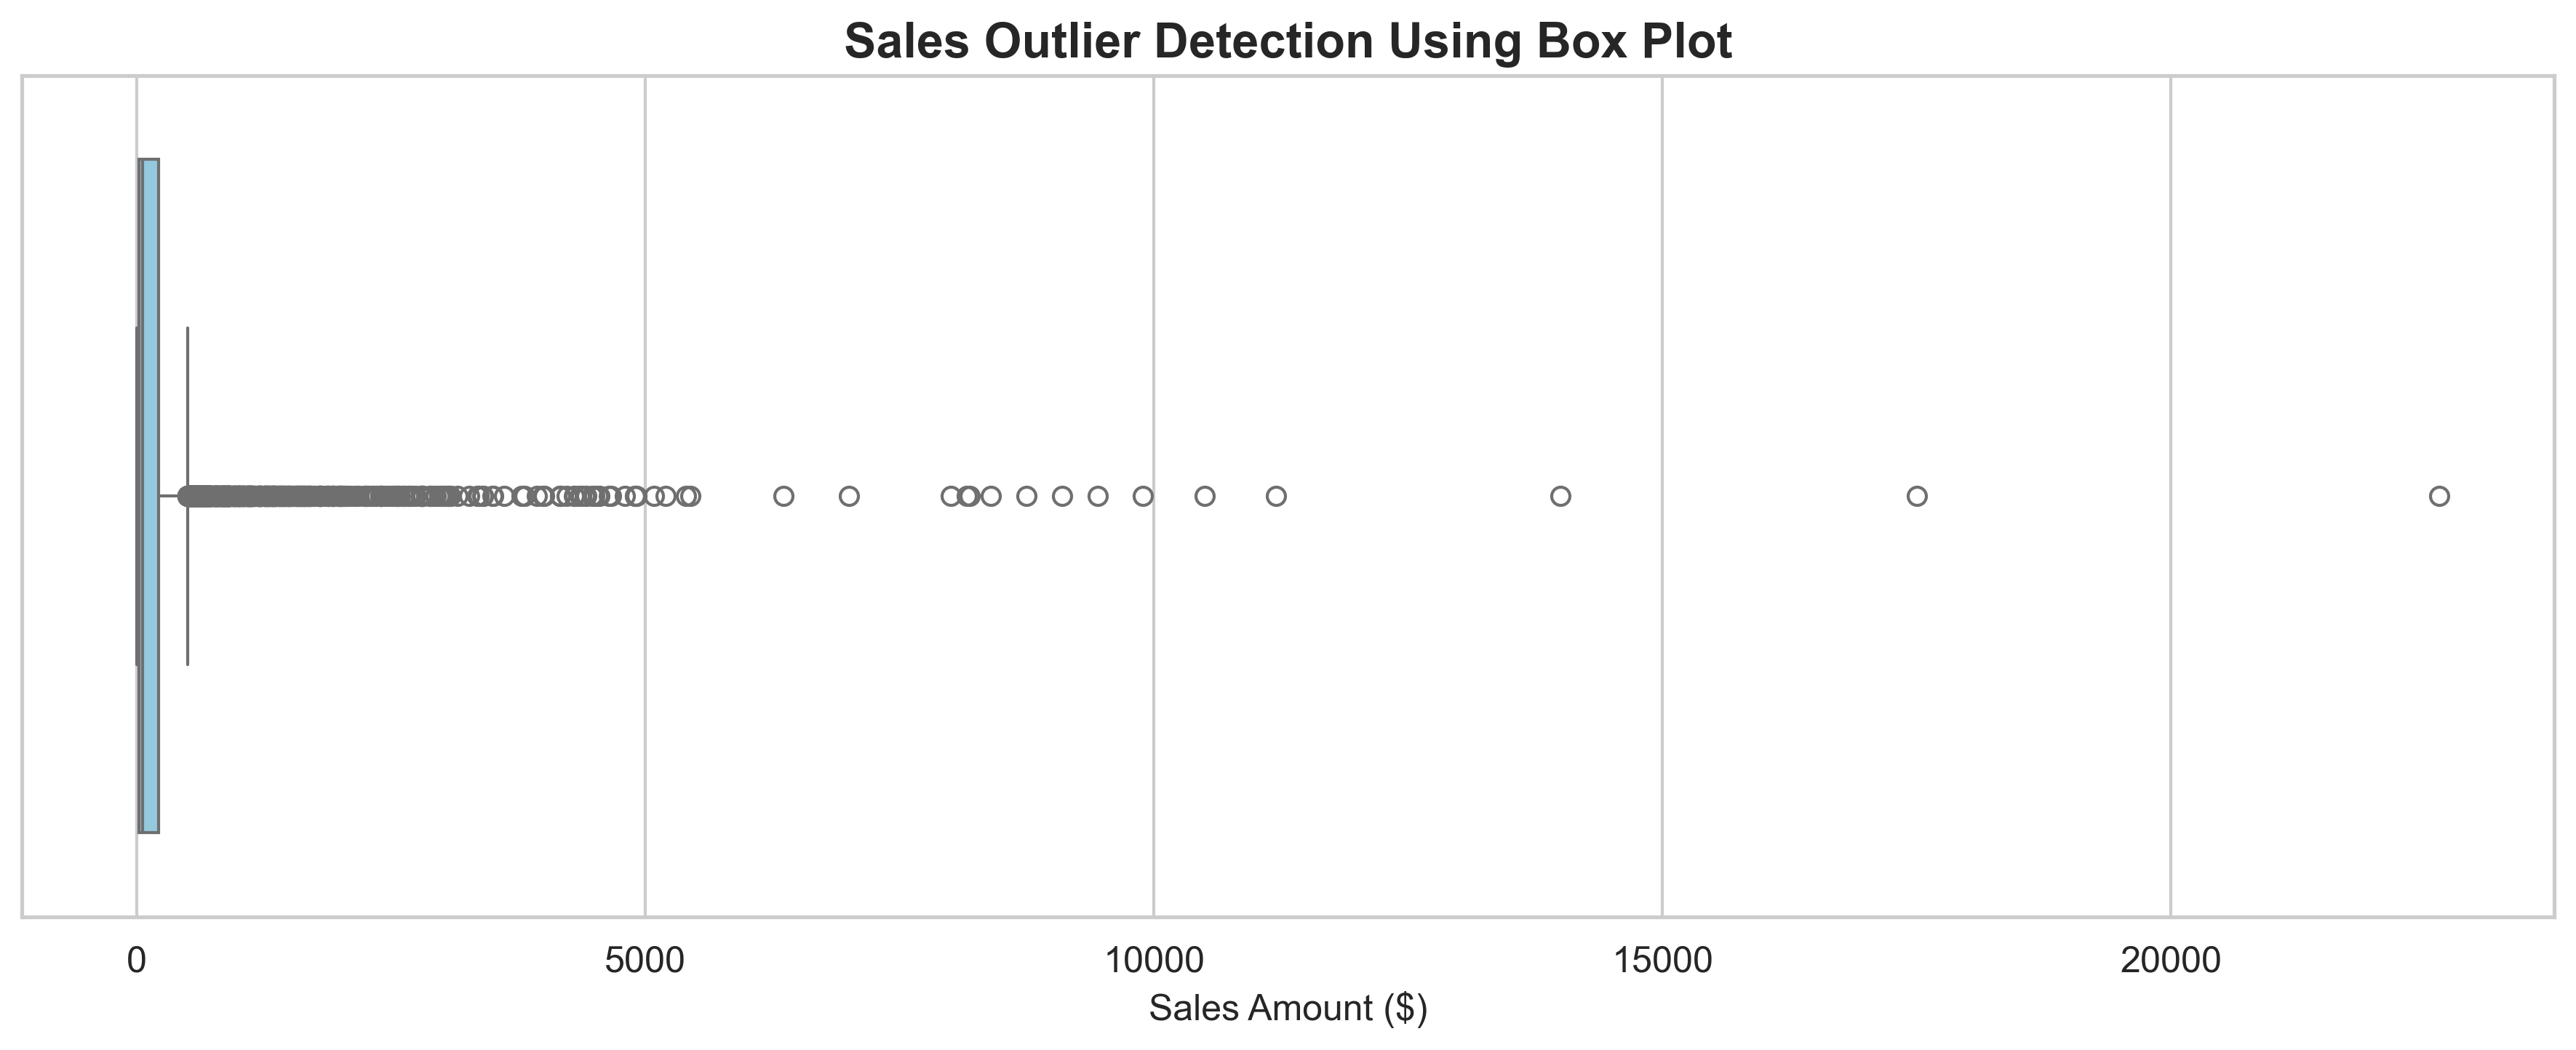 Sales Outlier Detection Using Box Plot
0 5000 10000 15000 20000
Sales Amount ($)